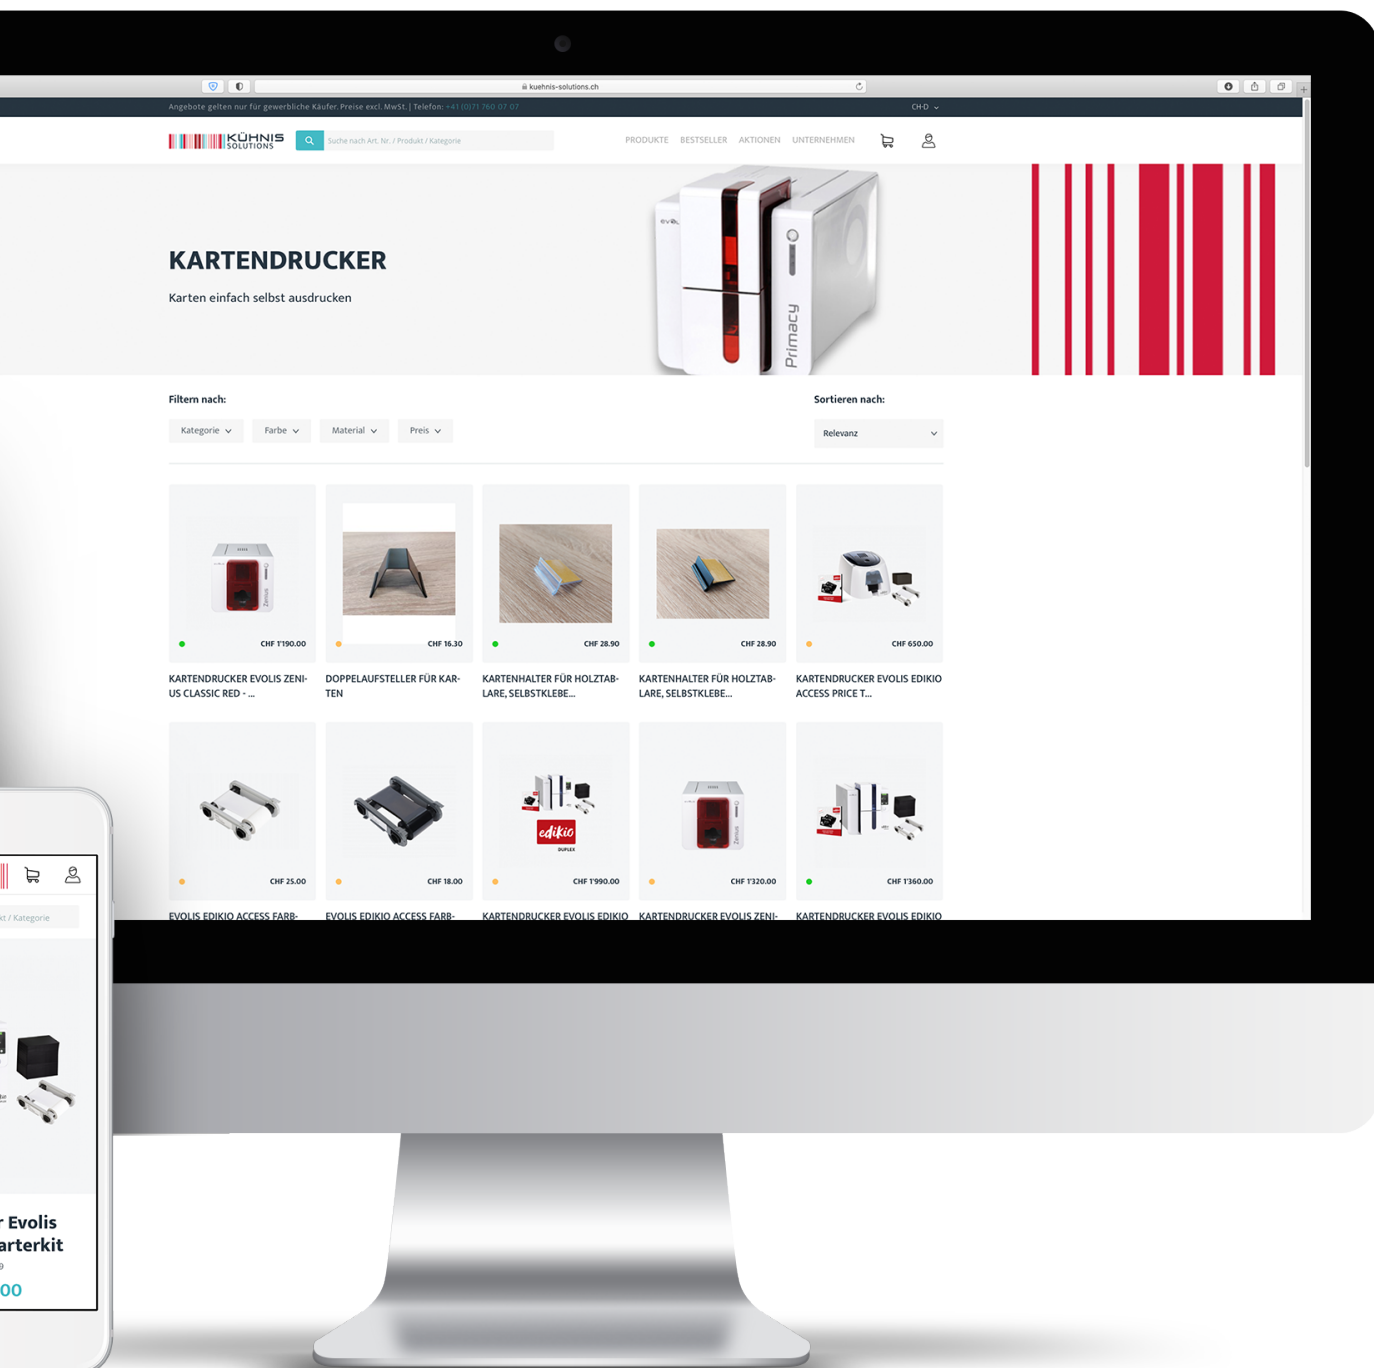 kuehnis-solutions.ch
Angebote gelten nur für gewerbliche Käufer. Preise excl. MwSt. | Telefon: +41 (0)71 760 07 07
CH-D
KÜHNIS
SOLUTIONS
Suche nach Art. Nr. / Produkt / Kategorie
PRODUKTE BESTSELLER AKTIONEN UNTERNEHMEN
KARTENDRUCKER
Karten einfach selbst ausdrucken
Primacy
Filtern nach:
Sortieren nach:
Kategorie Farbe Material Preis
Relevanz
Zenius
CHF 1'190.00
CHF 16.30
CHF 28.90
CHF 28.90
CHF 650.00
KARTENDRUCKER EVOLIS ZENI-
US CLASSIC RED - ...
DOPPELAUFSTELLER FÜR KAR-
TEN
KARTENHALTER FÜR HOLZTAB-
LARE, SELBSTKLEBE...
KARTENHALTER FÜR HOLZTAB-
LARE, SELBSTKLEBE...
KARTENDRUCKER EVOLIS EDIKIO
ACCESS PRICE T...
edikio
DUPLEX
Zenius
CHF 25.00
CHF 18.00
CHF 1'990.00
CHF 1'320.00
CHF 1'360.00
EVOLIS EDIKIO ACCESS FARB-
EVOLIS EDIKIO ACCESS FARB-
KARTENDRUCKER EVOLIS EDIKIO
KARTENDRUCKER EVOLIS ZENI-
KARTENDRUCKER EVOLIS EDIKIO
kt / Kategorie
r Evolis
arterkit
9
00